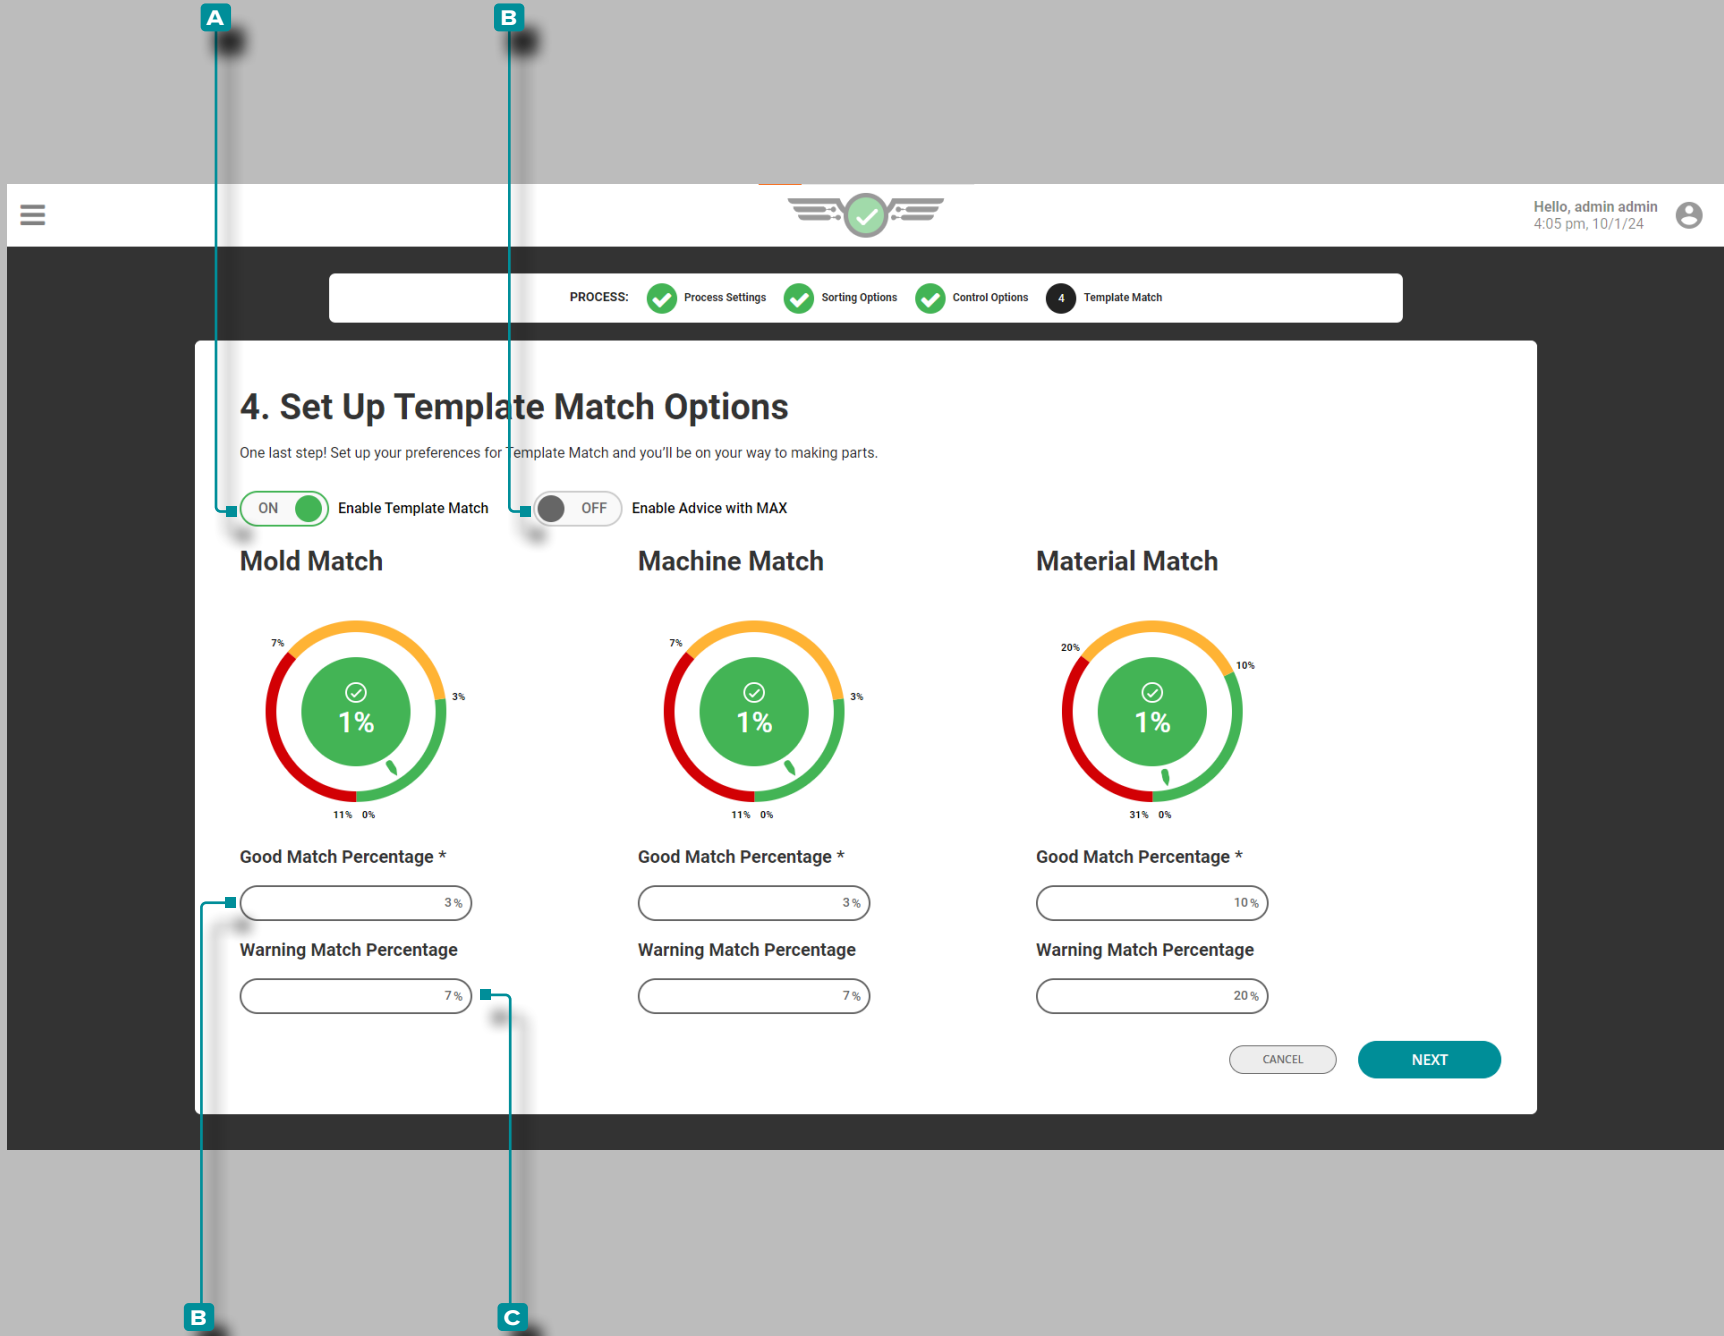 A
B
Hello, admin admin
4:05 pm, 10/1/24
PROCESS: Process Settings Sorting Options Control Options 4 Template Match
4. Set Up Template Match Options
One last step! Set up your preferences for Template Match and you'll be on your way to making parts.
ON Enable Template Match OFF Enable Advice with MAX
Mold Match
7%
3%
1%
11% 0%
Good Match Percentage *
3%
Warning Match Percentage
7%
Machine Match
7%
3%
1%
11% 0%
Good Match Percentage *
3%
Warning Match Percentage
7%
Material Match
20%
10%
1%
31% 0%
Good Match Percentage *
10%
Warning Match Percentage
20%
CANCEL NEXT
B
C